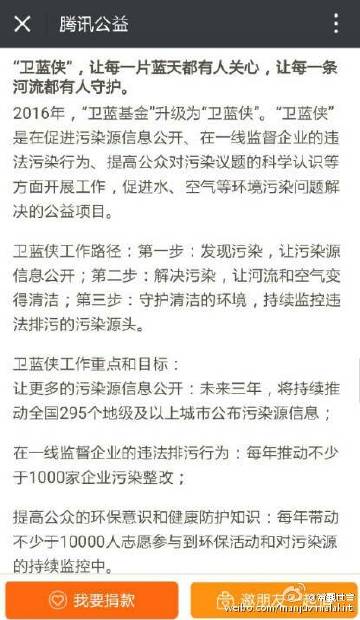 腾讯公益
“卫蓝侠”，让每一片蓝天都有人关心，让每一条
河流都有人守护。
2016年，“卫蓝基金”升级为“卫蓝侠”。“卫蓝侠”
是在促进污染源信息公开、在一线监督企业的违
法污染行为、提高公众对污染议题的科学认识等
方面开展工作，促进水、空气等环境污染问题解
决的公益项目。
卫蓝侠工作路径：第一步：发现污染，让污染源
信息公开；第二步：解决污染，让河流和空气变
得清洁；第三步：守护清洁的环境，持续监控违
法排污的污染源头。
卫蓝侠工作重点和目标：
让更多的污染源信息公开：未来三年，将持续推
动全国295个地级及以上城市公布污染源信息；
在一线监督企业的违法排污行为：每年推动不少
于1000家企业污染整改；
提高公众的环保意识和健康防护知识：每年带动
不少于10000人志愿参与到环保活动和对污染源
的持续监控中。
我要捐款
邀朋友一起捐